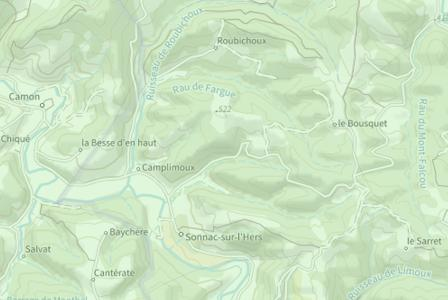 Roubichoux
Ruisseau de Roubichoux
Rau de Fargue
Camon
522
Chiqué
le Bousquet
la Besse d'en haut
Rau du Mont-Falcou
Camplimoux
Baychère
Sonnac-sur-l'Hers
le Sarret
Salvat
Cantérate
Ruisseau de Limoux